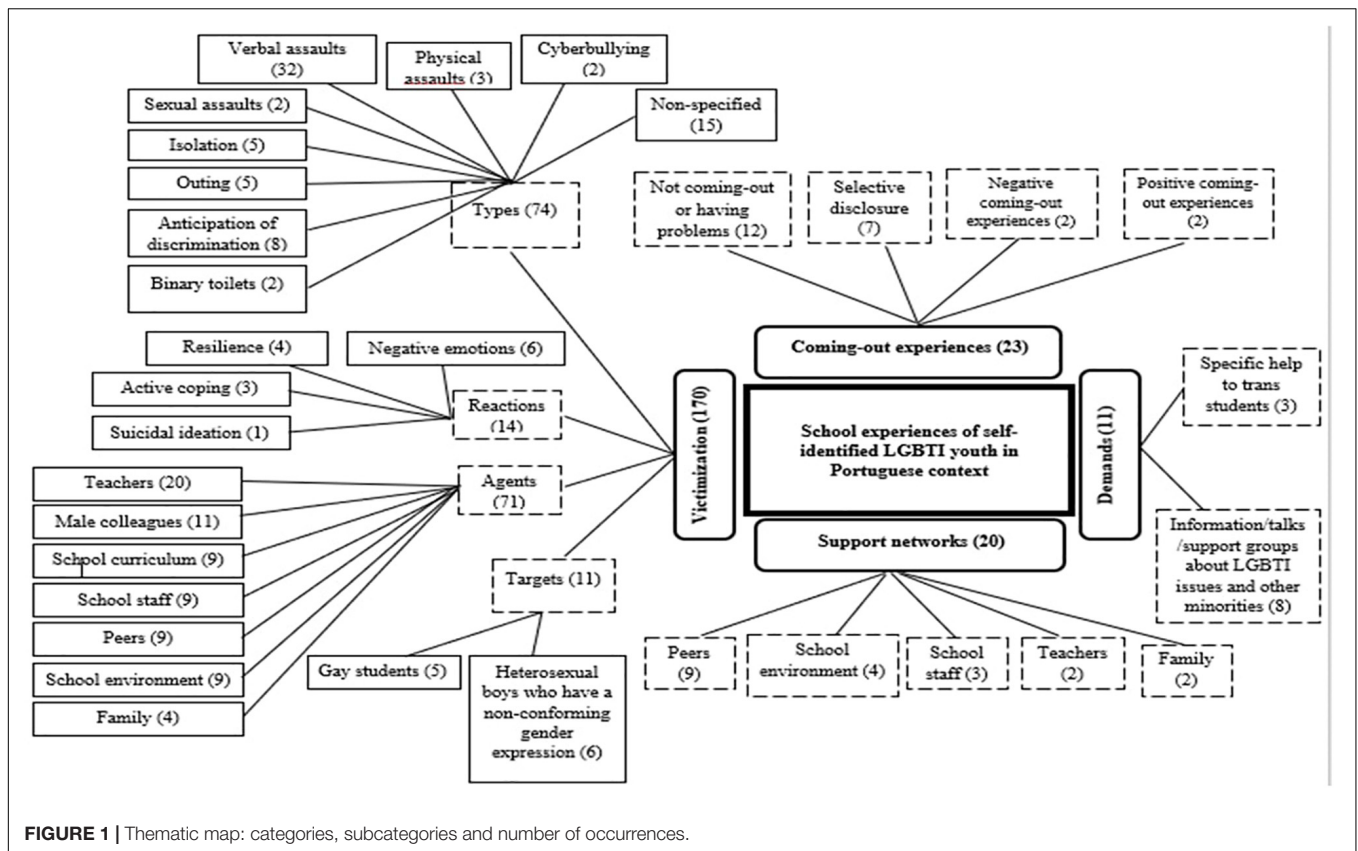 Verbal assaults
(32)
Physical
assaults (3)
Cyberbullying
(2)
Sexual assaults (2)
Non-specified
(15)
Isolation (5)
Outing (5)
Types (74)
Anticipation of
discrimination (8)
Binary toilets (2)
Not coming-out
or having
problems (12)
Selective
disclosure
(7)
Negative
coming-out
experiences (2)
Positive coming-
out experiences
(2)
Resilience (4)
Negative emotions (6)
Active coping (3)
Reactions
(14)
Suicidal ideation (1)
Coming-out experiences (23)
Victimization (170)
School experiences of self-
identified LGBTI youth in
Portuguese context
Demands (11)
Specific help
to trans
students (3)
Teachers (20)
Agents
(71)
Male colleagues (11)
School curriculum (9)
School staff (9)
Peers (9)
School environment (9)
Family (4)
Support networks (20)
Information/talks
/support groups
about LGBTI
issues and other
minorities (8)
Targets (11)
Gay students (5)
Heterosexual
boys who have a
non-conforming
gender
expression (6)
Peers
(9)
School
environment (4)
School
staff (3)
Teachers
(2)
Family
(2)
FIGURE 1 | Thematic map: categories, subcategories and number of occurrences.